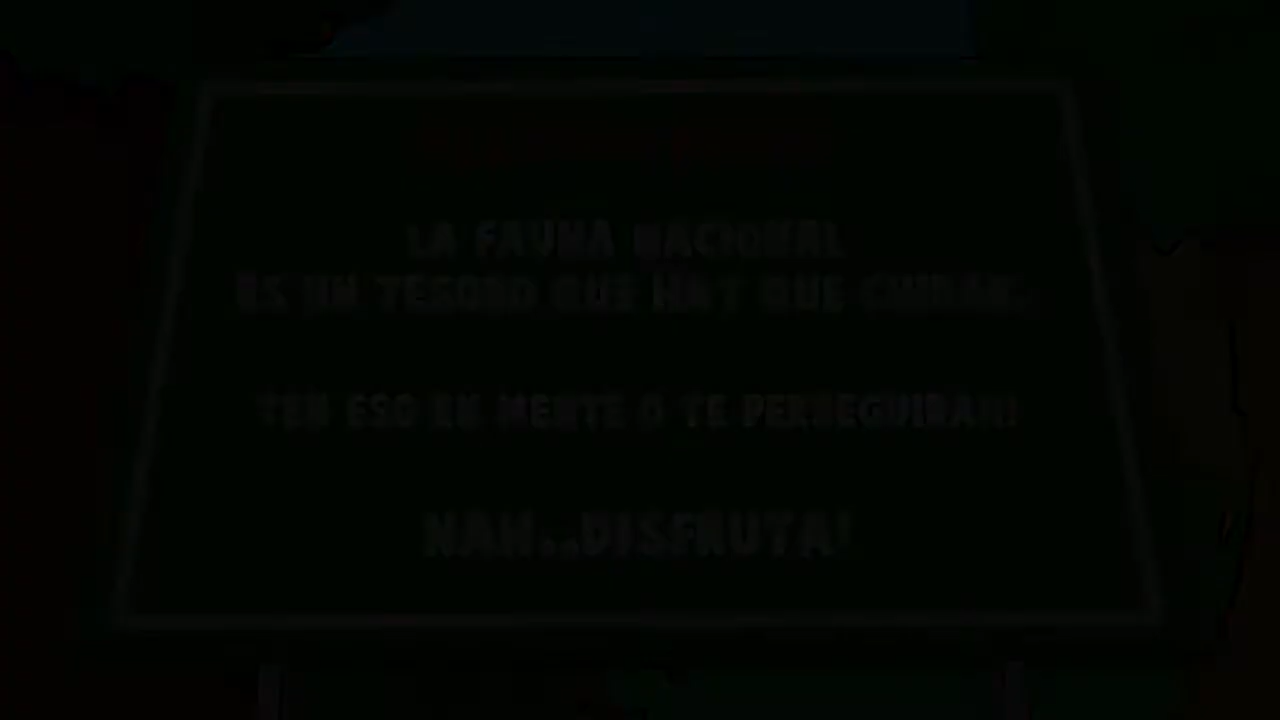 LA FAUNA NACIONAL
ES UN TESORO QUE HAY QUE CUIDAR.
TEN ESO EN MENTE O TE PERSEGUIRAN!
NAH...DISFRUTA!